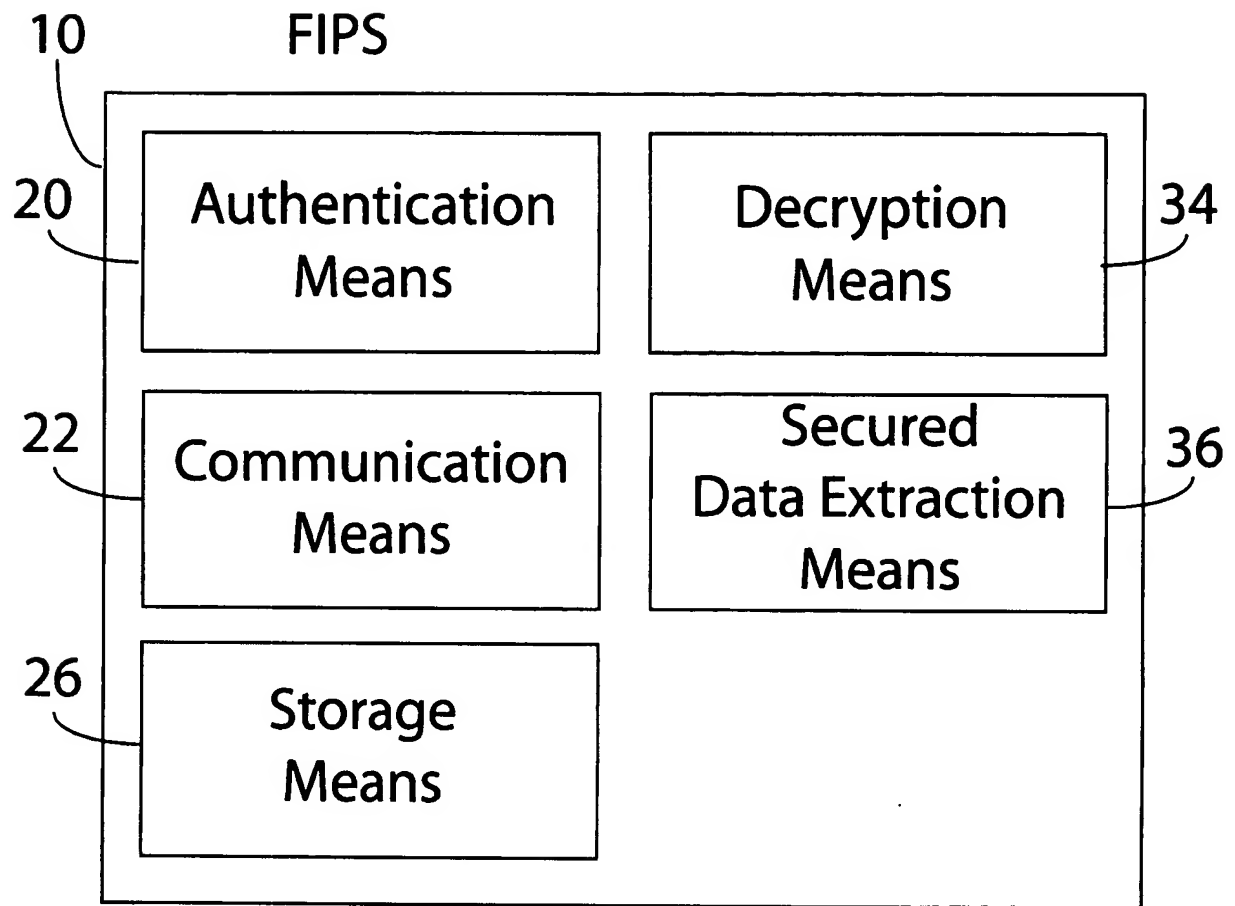 10
FIPS
20
Authentication
Means
Decryption
Means
34
22
Communication
Means
Secured
Data Extraction
Means
36
26
Storage
Means